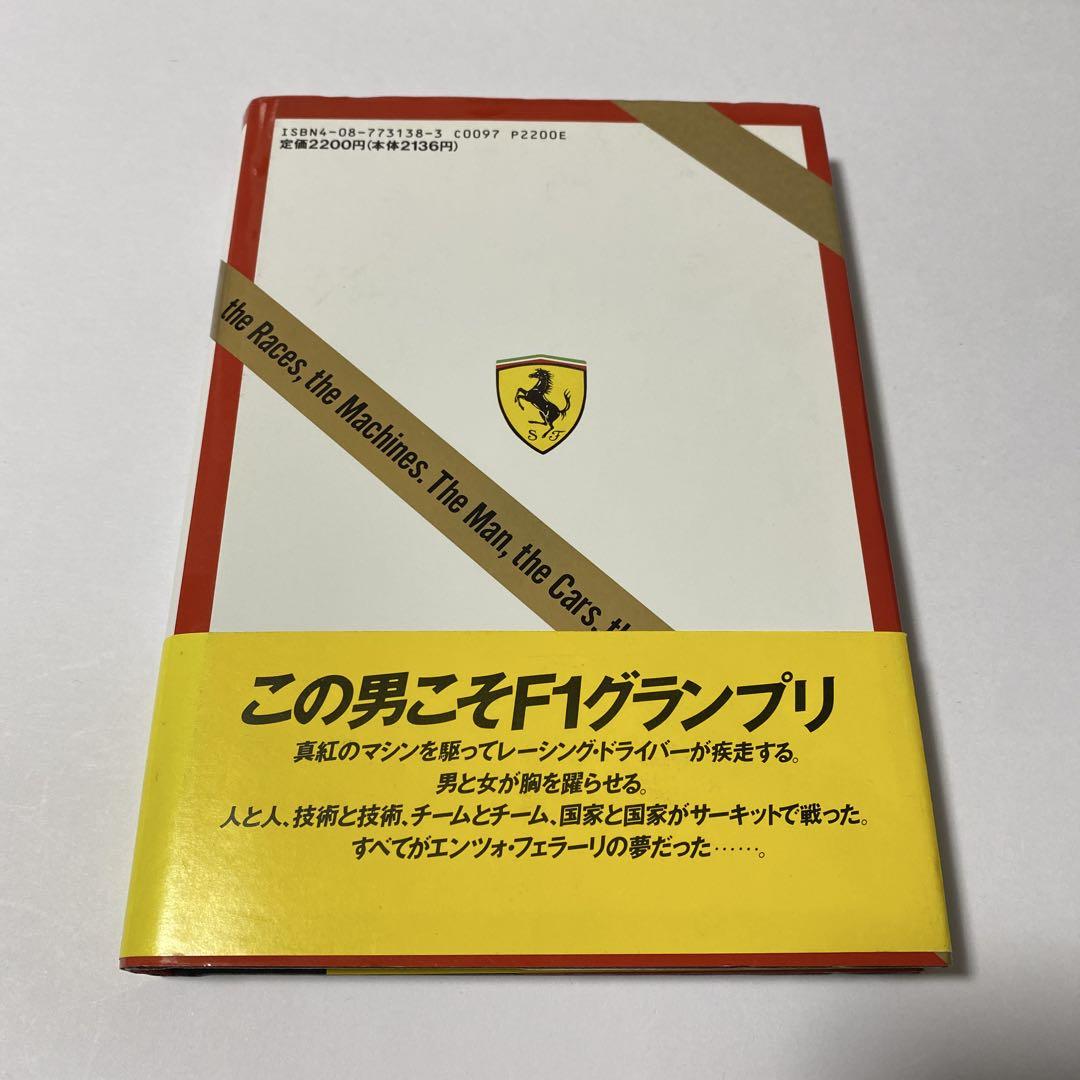 ISBN4-08-773138-3 C0097 P2200E
定価2200円(本体2136円)
the Races, the Machines. The Man, the Cars, th
S F
この男こそF1グランプリ
真紅のマシンを駆ってレーシング・ドライバーが疾走する。
男と女が胸を躍らせる。
人と人、技術と技術、チームとチーム、国家と国家がサーキットで戦った。
すべてがエンツォ・フェラーリの夢だった……。